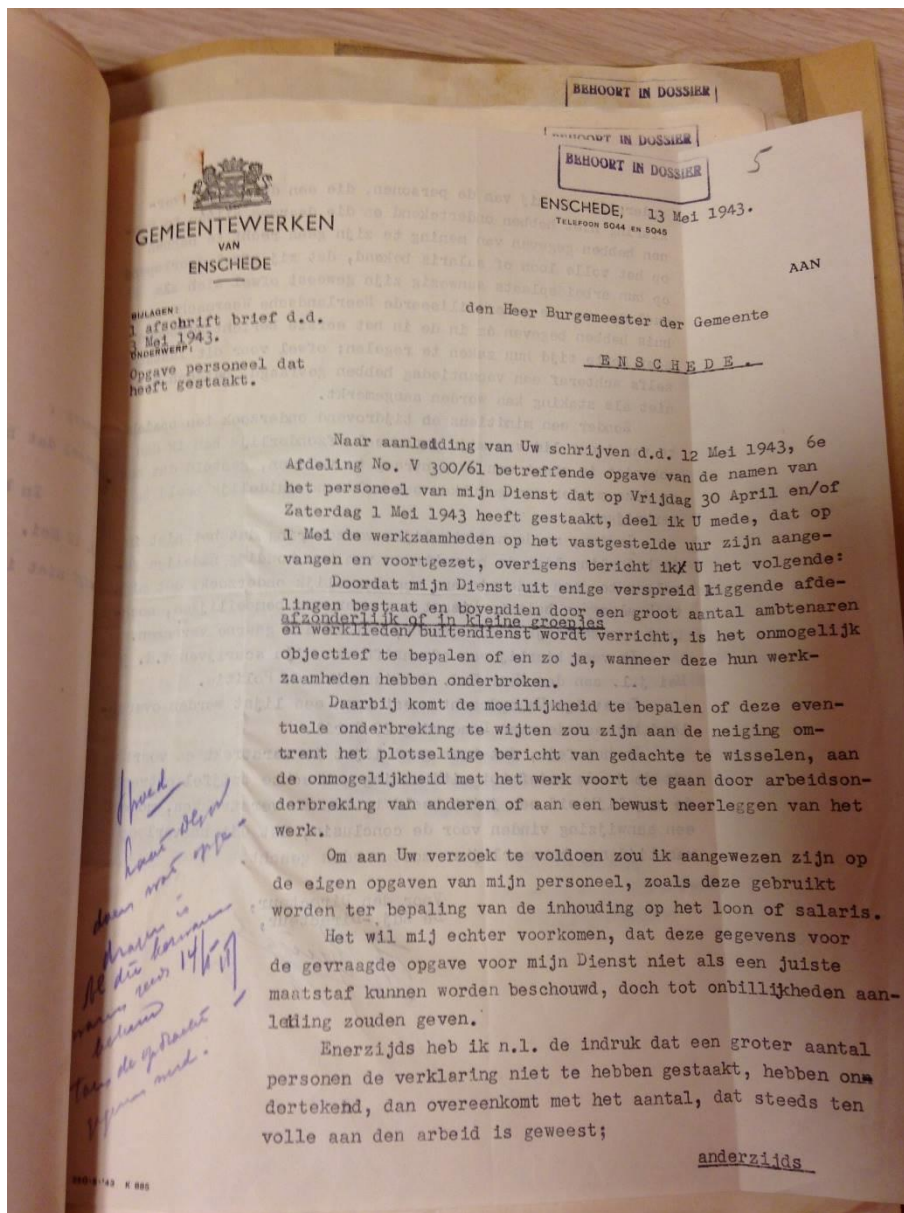 BEHOORT IN DOSSIER
BEHOORT IN DOSSIER
BEHOORT IN DOSSIER
5
GEMEENTEWERKEN
VAN
ENSCHEDE
ENSCHEDE, 13 Mei 1943.
TELEFOON 5044 EN 5045
AAN
BIJLAGEN:
1 afschrift brief d.d.
3 Mei 1943.
ONDERWERP:
Opgave personeel dat
heeft gestaakt.
den Heer Burgemeester der Gemeente
ENSCHEDE.
Naar aanledding van Uw schrijven d.d. 12 Mei 1943, 6e
Afdeling No. V 300/61 betreffende opgave van de namen van
het personeel van mijn Dienst dat op Vrijdag 30 April en/of
Zaterdag 1 Mei 1943 heeft gestaakt, deel ik U mede, dat op
1 Mei de werkzaamheden op het vastgestelde uur zijn aange-
vangen en voortgezet, overigens bericht ik U het volgende:
Doordat mijn Dienst uit enige verspreid liggende afde-
lingen bestaat en bovendien door een groot aantal ambtenaren
afzonderlijk of in kleine groepjes
en werklieden/buitendienst wordt verricht, is het onmogelijk
objectief te bepalen of en zo ja, wanneer deze hun werk-
zaamheden hebben onderbroken.
Daarbij komt de moeilijkheid te bepalen of deze even-
tuele onderbreking te wijten zou zijn aan de neiging om-
trent het plotselinge bericht van gedachte te wisselen, aan
de onmogelijkheid met het werk voort te gaan door arbeidson-
derbreking van anderen of aan een bewust neerleggen van het
werk.
Om aan Uw verzoek te voldoen zou ik aangewezen zijn op
de eigen opgaven van mijn personeel, zoals deze gebruikt
worden ter bepaling van de inhouding op het loon of salaris.
Het wil mij echter voorkomen, dat deze gegevens voor
de gevraagde opgave voor mijn Dienst niet als een juiste
maatstaf kunnen worden beschouwd, doch tot onbillijkheden aan-
leiding zouden geven.
Enerzijds heb ik n.l. de indruk dat een groter aantal
personen de verklaring niet te hebben gestaakt, hebben on-
dertekend, dan overeenkomt met het aantal, dat steeds ten
volle aan den arbeid is geweest;
anderzijds
Spoed
is
bekend
K 885